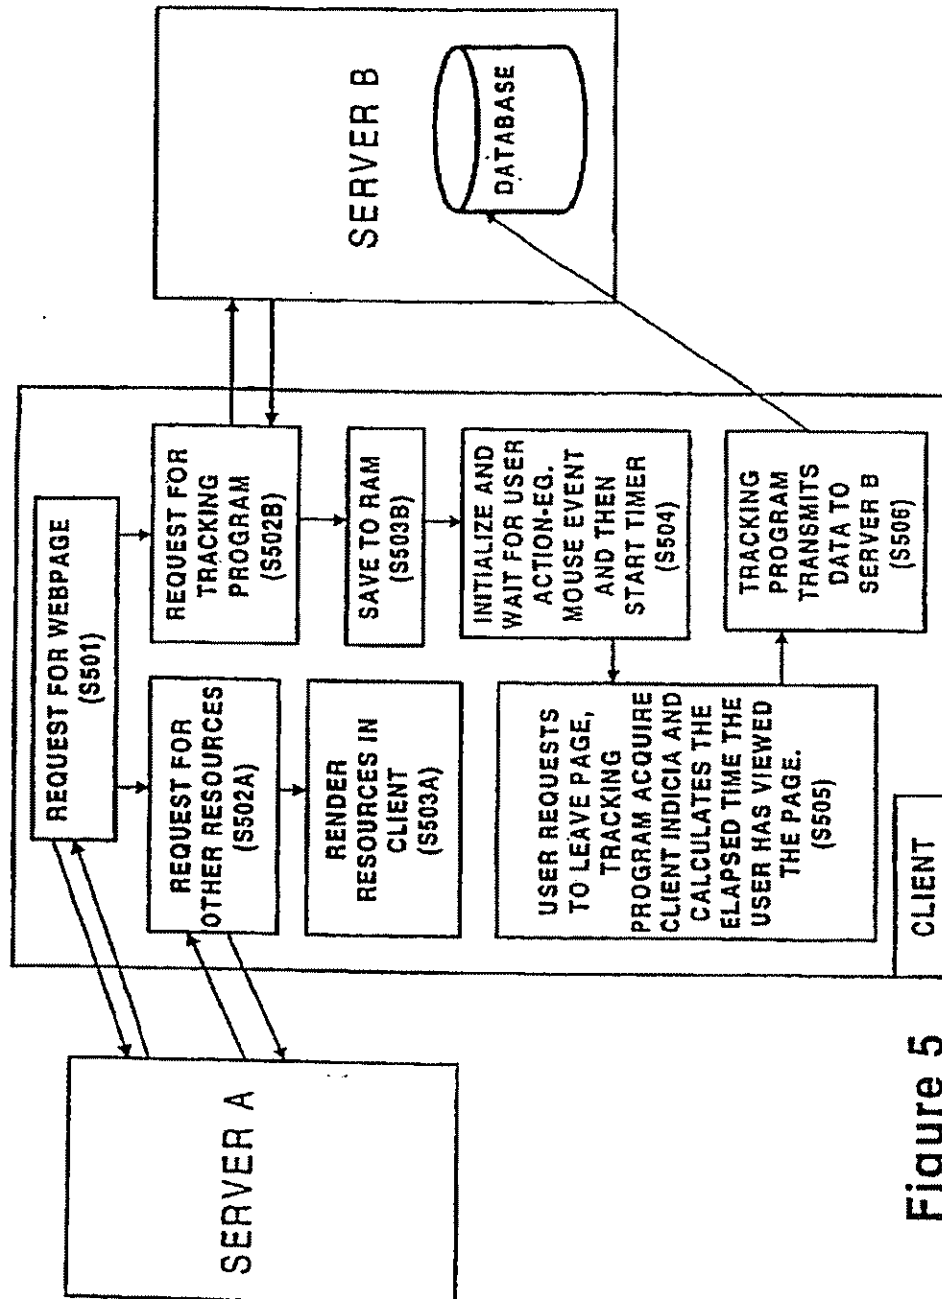 SERVER A
REQUEST FOR WEBPAGE
(S501)
REQUEST FOR
OTHER RESOURCES
(S502A)
RENDER
RESOURCES IN
CLIENT
(S503A)
REQUEST FOR
TRACKING
PROGRAM
(S502B)
SAVE TO RAM
(S503B)
INITIALIZE AND
WAIT FOR USER
ACTION-EG.
MOUSE EVENT
AND THEN
START TIMER
(S504)
USER REQUESTS
TO LEAVE PAGE,
TRACKING
PROGRAM ACQUIRE
CLIENT INDICIA AND
CALCULATES THE
ELAPSED TIME THE
USER HAS VIEWED
THE PAGE.
(S505)
TRACKING
PROGRAM
TRANSMITS
DATA TO
SERVER B
(S506)
CLIENT
SERVER B
DATABASE
Figure 5